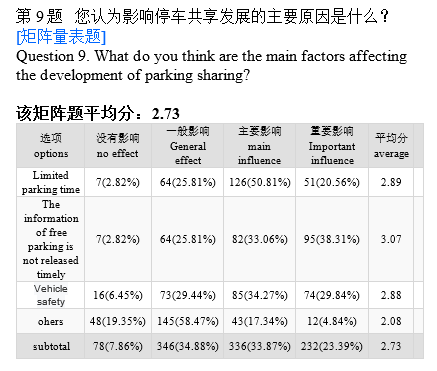 第 9 题   您认为影响停车共享发展的主要原因是什么？
[矩阵量表题]
Question 9. What do you think are the main factors affecting
the development of parking sharing?
该矩阵题平均分：2.73
选项 options 没有影响 no effect 一般影响 General effect 主要影响 main influence 重要影响 Important influence 平均分 average
Limited parking time 7(2.82%) 64(25.81%) 126(50.81%) 51(20.56%) 2.89
The information of free parking is not released timely 7(2.82%) 64(25.81%) 82(33.06%) 95(38.31%) 3.07
Vehicle safety 16(6.45%) 73(29.44%) 85(34.27%) 74(29.84%) 2.88
ohers 48(19.35%) 145(58.47%) 43(17.34%) 12(4.84%) 2.08
subtotal 78(7.86%) 346(34.88%) 336(33.87%) 232(23.39%) 2.73